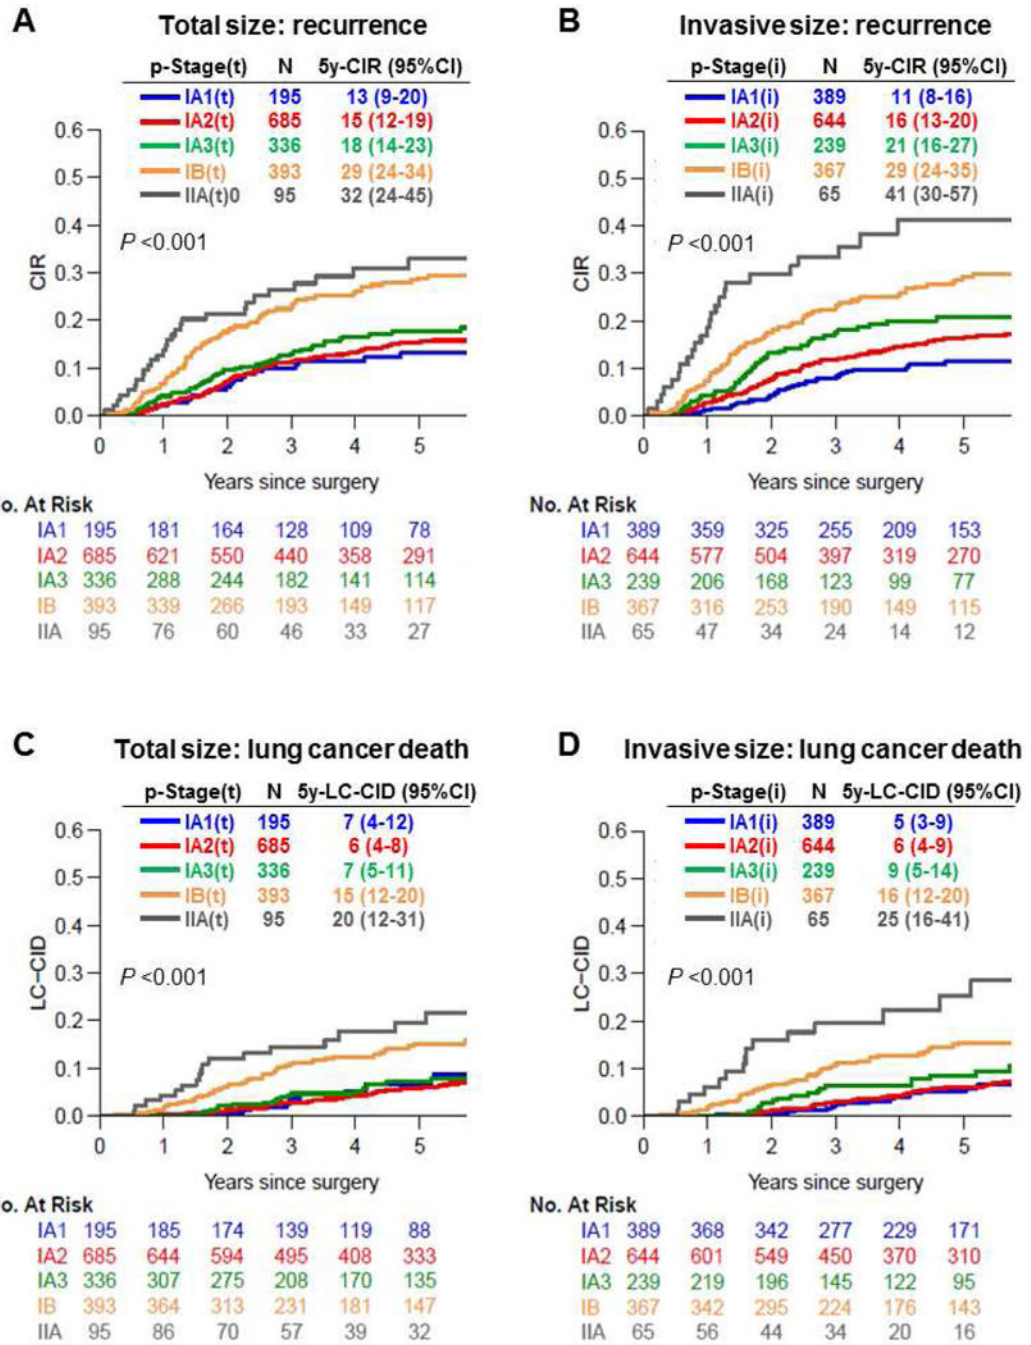 A
Total size: recurrence
p-Stage(t) N 5y-CIR (95%CI)
IA1(t) 195 13 (9-20)
IA2(t) 685 15 (12-19)
IA3(t) 336 18 (14-23)
IB(t) 393 29 (24-34)
IIA(t)0 95 32 (24-45)
P <0.001
CIR
0.6
0.5
0.4
0.3
0.2
0.1
0.0
0 1 2 3 4 5
Years since surgery
o. At Risk
IA1 195 181 164 128 109 78
IA2 685 621 550 440 358 291
IA3 336 288 244 182 141 114
IB 393 339 266 193 149 117
IIA 95 76 60 46 33 27
B
Invasive size: recurrence
p-Stage(i) N 5y-CIR (95%CI)
IA1(i) 389 11 (8-16)
IA2(i) 644 16 (13-20)
IA3(i) 239 21 (16-27)
IB(i) 367 29 (24-35)
IIA(i) 65 41 (30-57)
P <0.001
CIR
0.6
0.5
0.4
0.3
0.2
0.1
0.0
0 1 2 3 4 5
Years since surgery
No. At Risk
IA1 389 359 325 255 209 153
IA2 644 577 504 397 319 270
IA3 239 206 168 123 99 77
IB 367 316 253 190 149 115
IIA 65 47 34 24 14 12
C
Total size: lung cancer death
p-Stage(t) N 5y-LC-CID (95%CI)
IA1(t) 195 7 (4-12)
IA2(t) 685 6 (4-8)
IA3(t) 336 7 (5-11)
IB(t) 393 15 (12-20)
IIA(t) 95 20 (12-31)
P <0.001
LC-CID
0.6
0.5
0.4
0.3
0.2
0.1
0.0
0 1 2 3 4 5
Years since surgery
o. At Risk
IA1 195 185 174 139 119 88
IA2 685 644 594 495 408 333
IA3 336 307 275 208 170 135
IB 393 364 313 231 181 147
IIA 95 86 70 57 39 32
D
Invasive size: lung cancer death
p-Stage(i) N 5y-LC-CID (95%CI)
IA1(i) 389 5 (3-9)
IA2(i) 644 6 (4-9)
IA3(i) 239 9 (5-14)
IB(i) 367 16 (12-20)
IIA(i) 65 25 (16-41)
P <0.001
LC-CID
0.6
0.5
0.4
0.3
0.2
0.1
0.0
0 1 2 3 4 5
Years since surgery
No. At Risk
IA1 389 368 342 277 229 171
IA2 644 601 549 450 370 310
IA3 239 219 196 145 122 95
IB 367 342 295 224 176 143
IIA 65 56 44 34 20 16